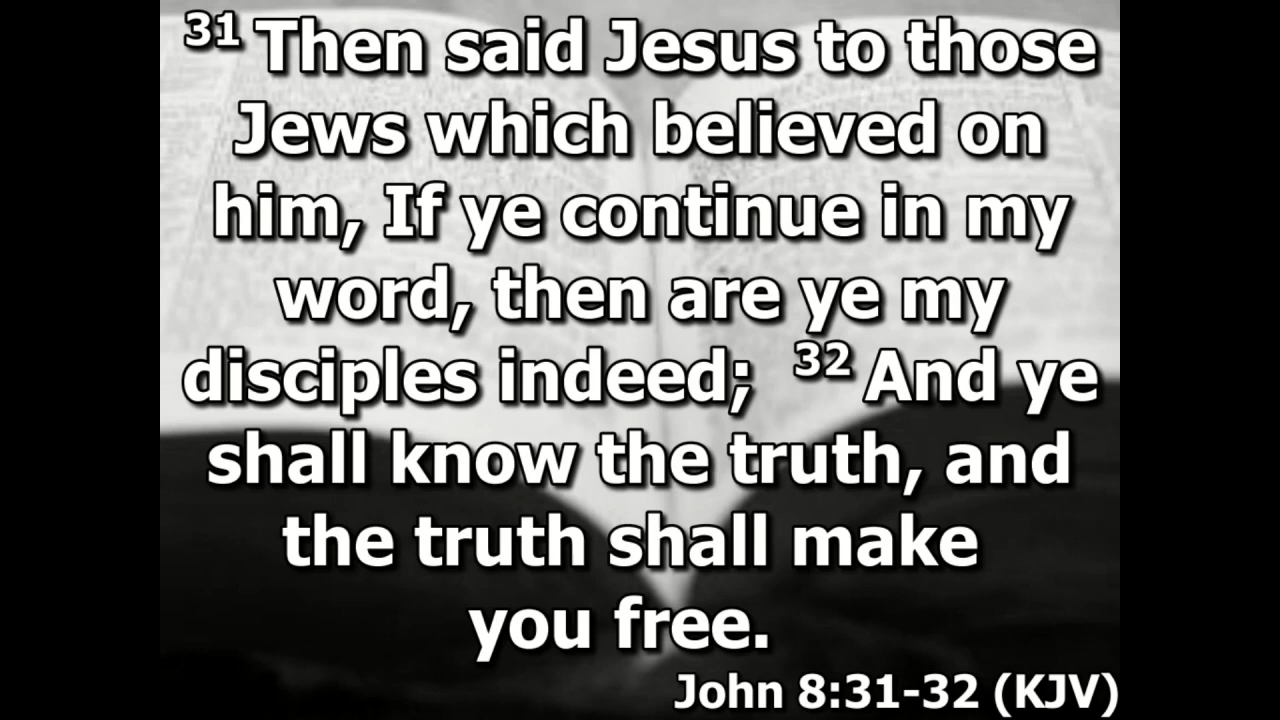 31 Then said Jesus to those
Jews which believed on
him, If ye continue in my
word, then are ye my
disciples indeed; 32 And ye
shall know the truth, and
the truth shall make
you free.
John 8:31-32 (KJV)